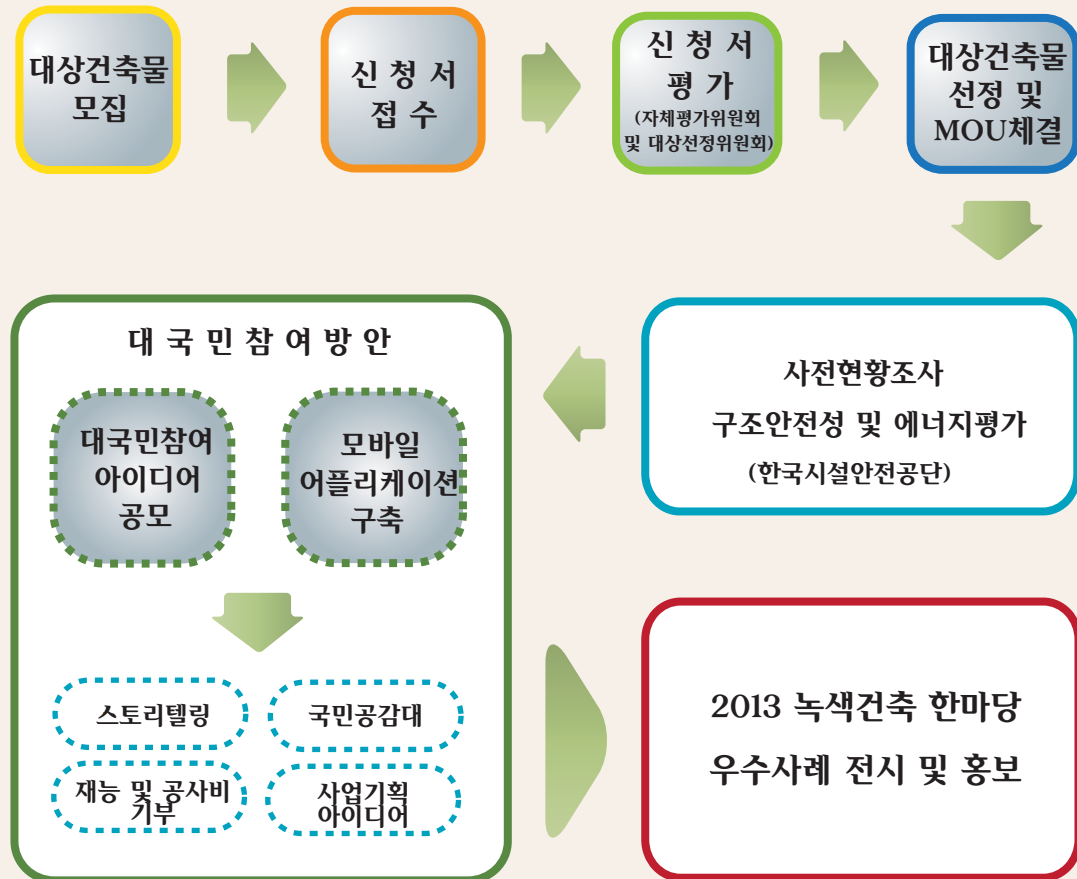 대상건축물
모집
신 청 서
접 수
신 청 서
평 가
(자체평가위원회
및 대상선정위원회)
대상건축물
선정 및
MOU체결
사전현황조사
구조안전성 및 에너지평가
(한국시설안전공단)
대 국 민 참 여 방 안
대국민참여
아이디어
공모
모바일
어플리케이션
구축
스토리텔링
국민공감대
재능 및 공사비
기부
사업기획
아이디어
2013 녹색건축 한마당
우수사례 전시 및 홍보